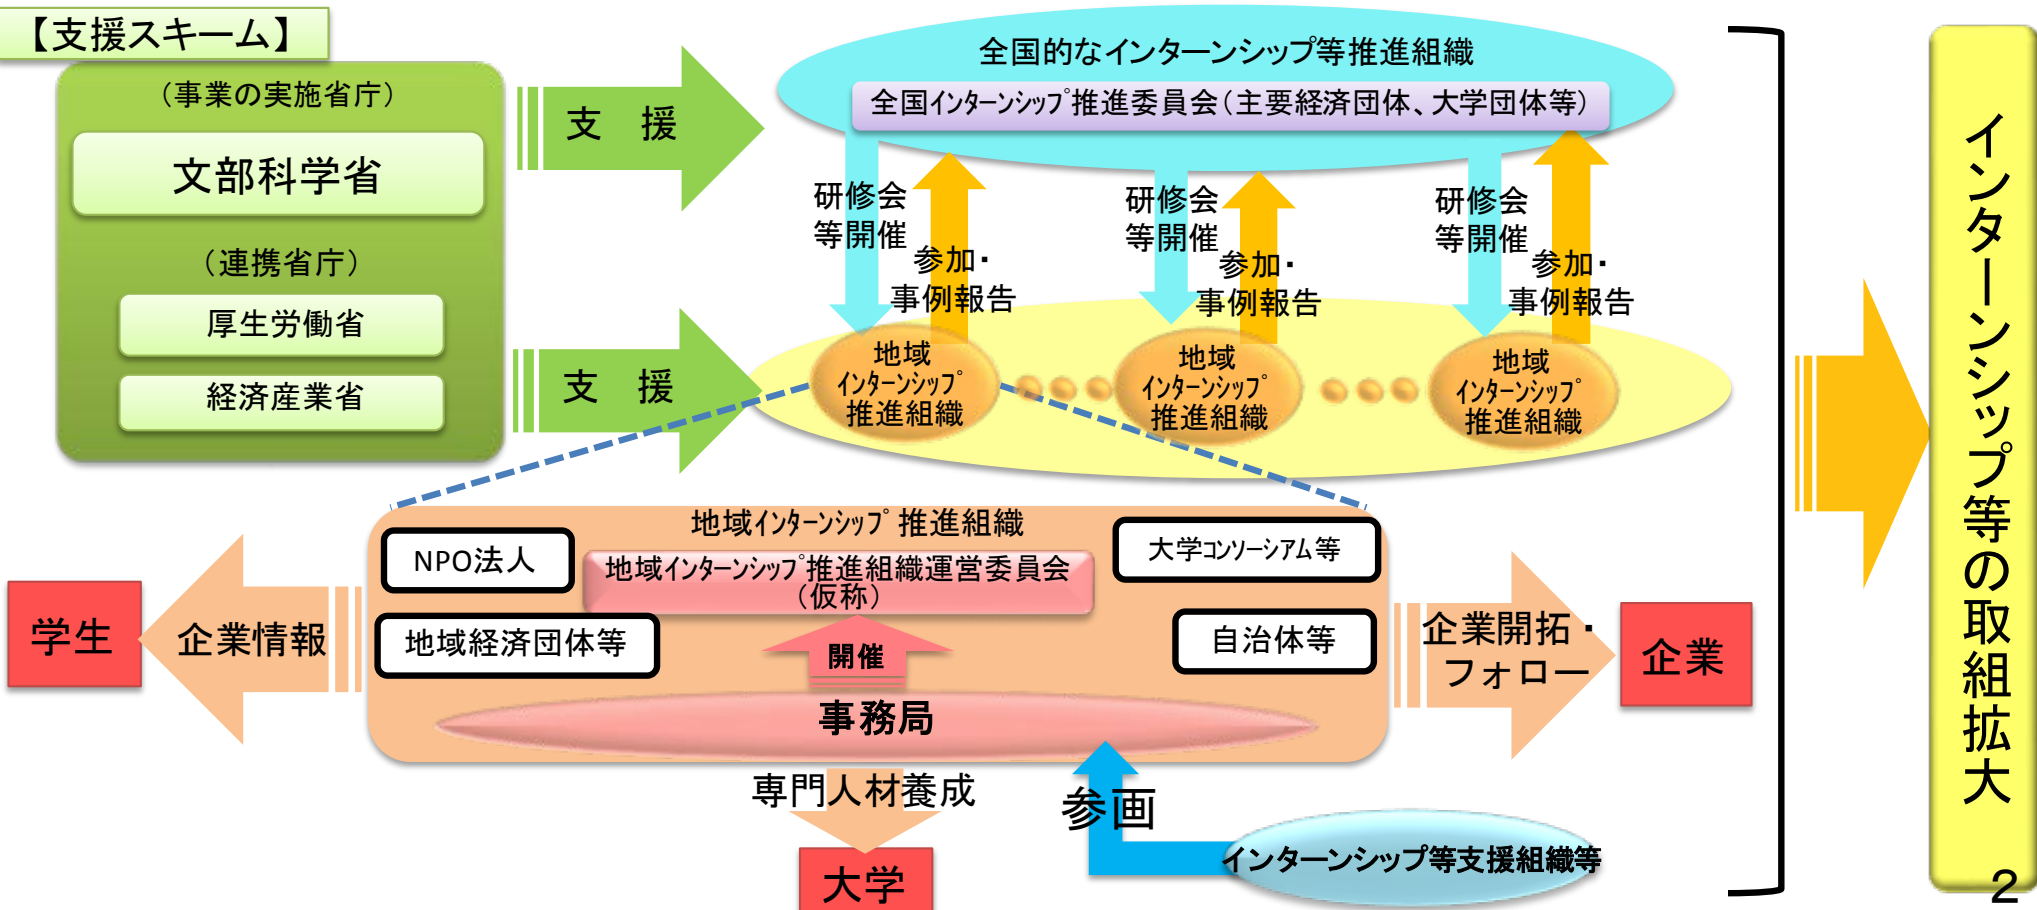 【支援スキーム】
（事業の実施省庁）
文部科学省
（連携省庁）
厚生労働省
経済産業省
支　援
支　援
全国的なインターンシップ等推進組織
全国インターンシップ推進委員会（主要経済団体、大学団体等）
研修会
等開催
参加・
事例報告
研修会
等開催
参加・
事例報告
研修会
等開催
参加・
事例報告
地域
インターンシップ
推進組織
地域
インターンシップ
推進組織
地域
インターンシップ
推進組織
地域インターンシップ 推進組織
NPO法人
大学コンソーシアム等
地域インターンシップ推進組織運営委員会
（仮称）
地域経済団体等
自治体等
開催
事務局
学生
企業情報
企業開拓・
フォロー
企業
専門人材養成
大学
参画
インターンシップ等支援組織等
インターンシップ等の取組拡大
2